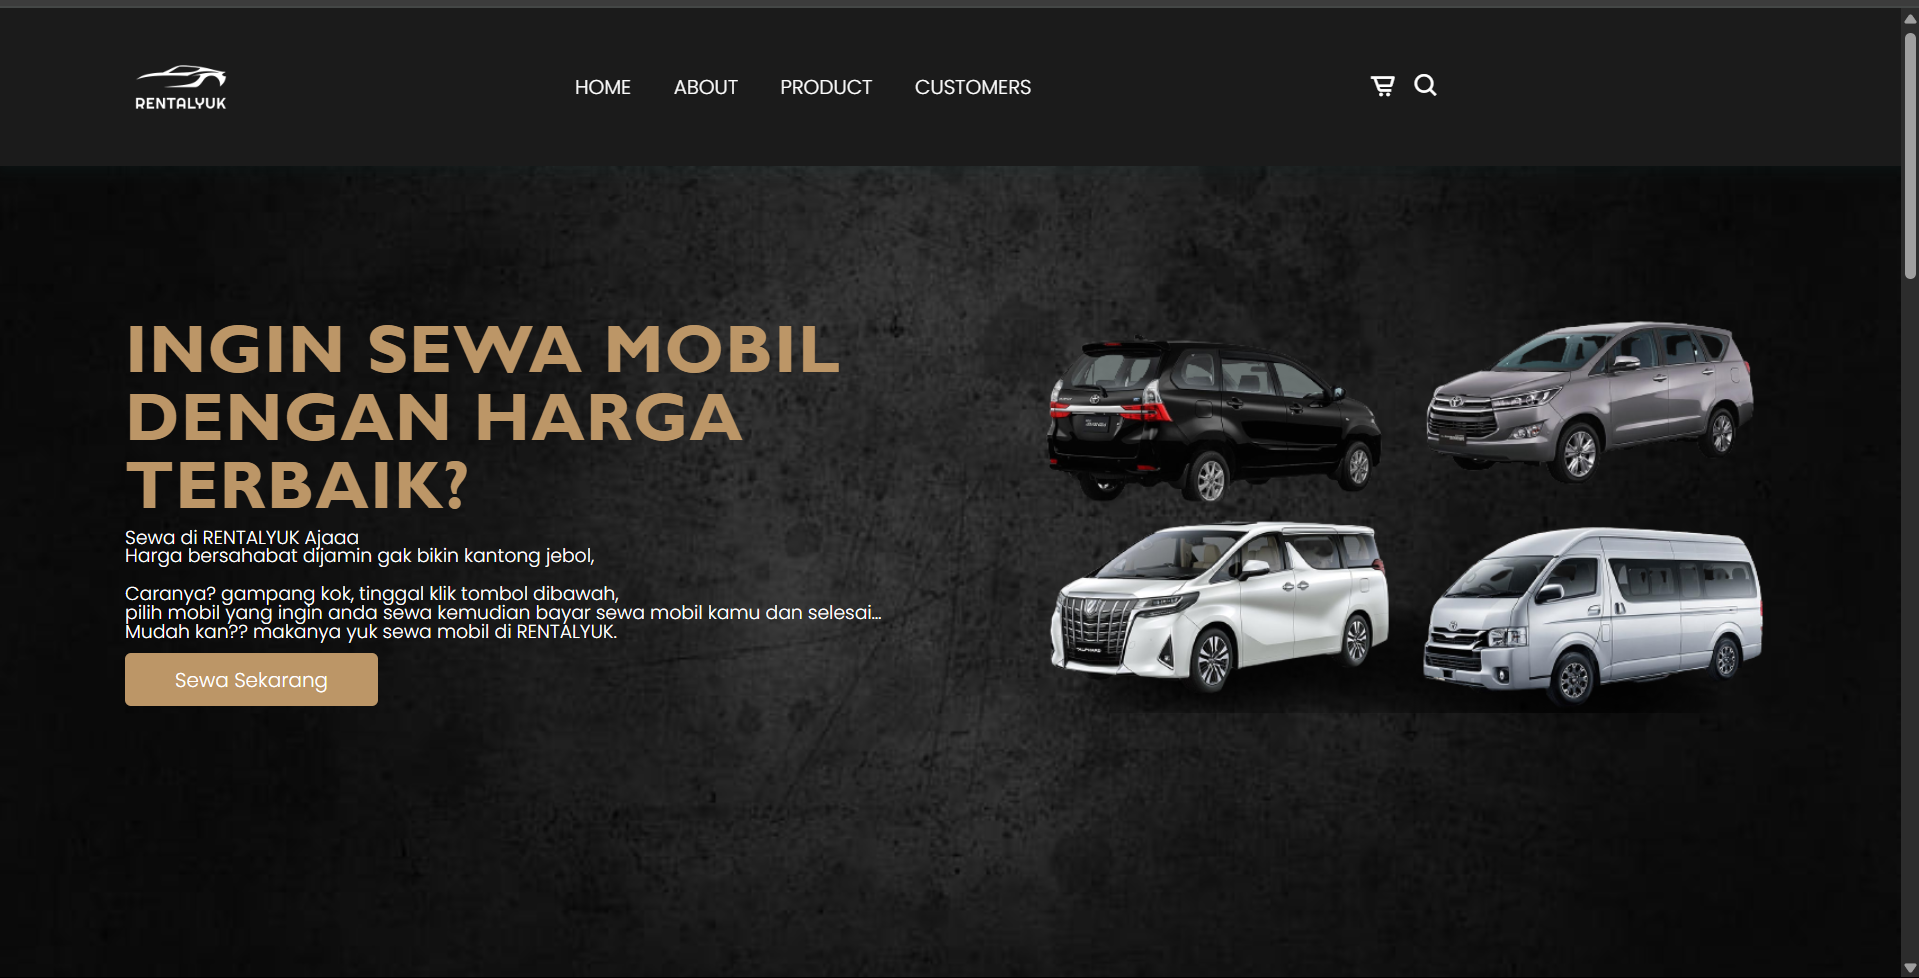 RENTALYUK
HOME ABOUT PRODUCT CUSTOMERS
INGIN SEWA MOBIL
DENGAN HARGA
TERBAIK?
Sewa di RENTALYUK Ajaaa
Harga bersahabat dijamin gak bikin kantong jebol,
Caranya? gampang kok, tinggal klik tombol dibawah,
pilih mobil yang ingin anda sewa kemudian bayar sewa mobil kamu dan selesai...
Mudah kan?? makanya yuk sewa mobil di RENTALYUK.
Sewa Sekarang